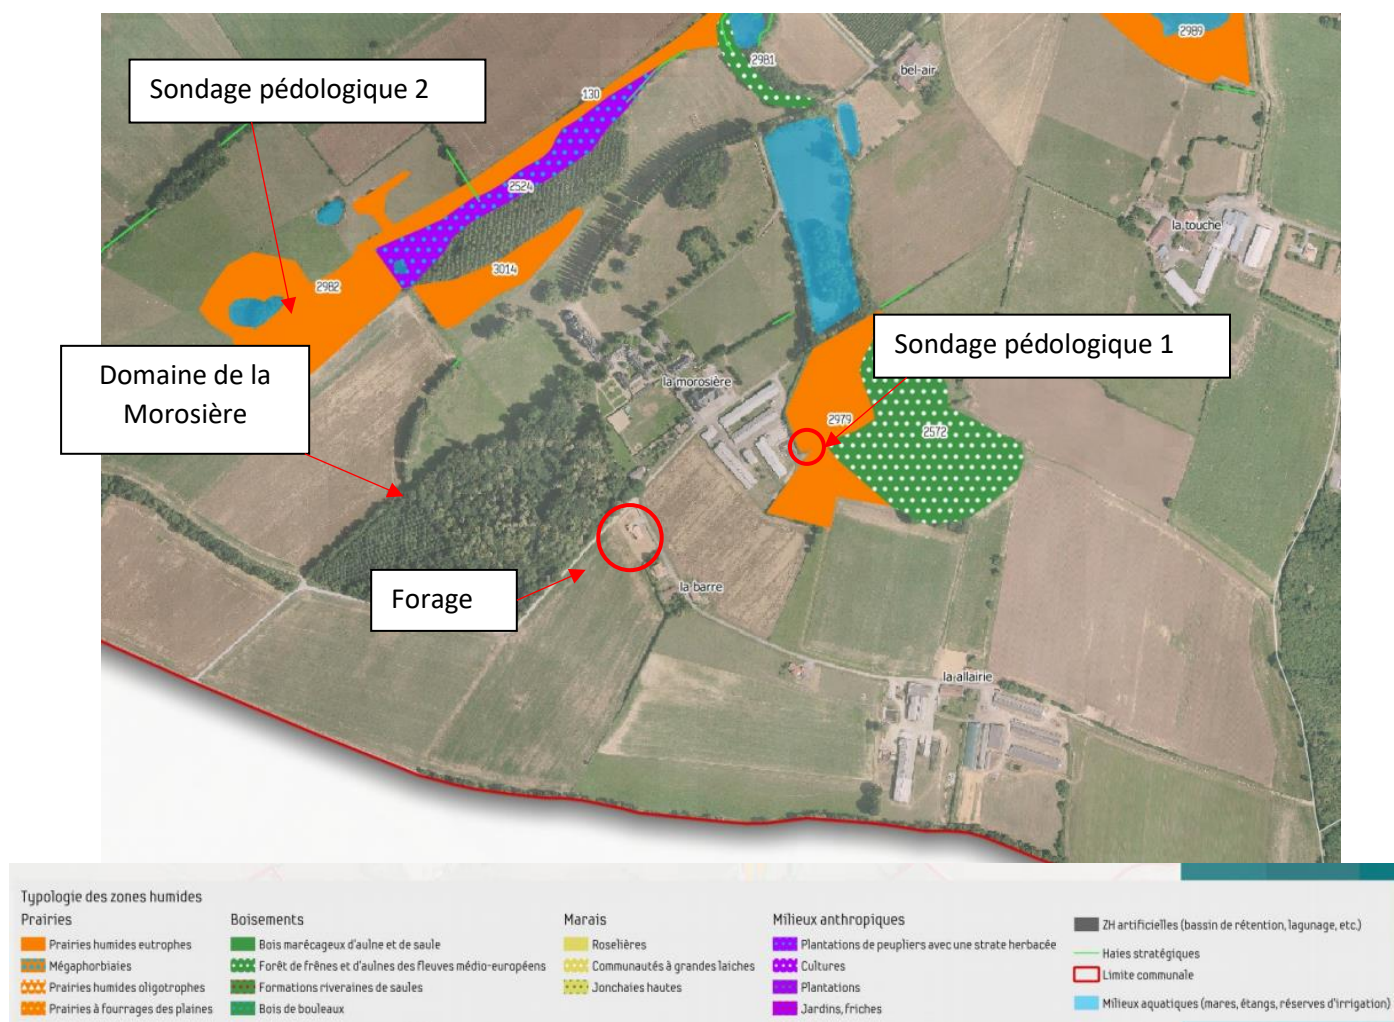 2989
2981
bel-air
Sondage pédologique 2
130
2524
la touche
3014
2982
Sondage pédologique 1
Domaine de la
Morosière
la morosière
2979
2572
Forage
la barre
la allairie
Typologie des zones humides
Prairies
Prairies humides eutrophes
Mégaphorbiaies
Prairies humides oligotrophes
Prairies à fourrages des plaines
Boisements
Bois marécageux d'aulne et de saule
Forêt de frênes et d'aulnes des fleuves médio-européens
Formations riveraines de saules
Bois de bouleaux
Marais
Roselières
Communautés à grandes laiches
Jonchaies hautes
Milieux anthropiques
Plantations de peupliers avec une strate herbacée
Cultures
Plantations
Jardins, friches
ZH artificielles (bassin de rétention, lagunage, etc.)
Haies stratégiques
Limite communale
Milieux aquatiques (mares, étangs, réserves d'irrigation)